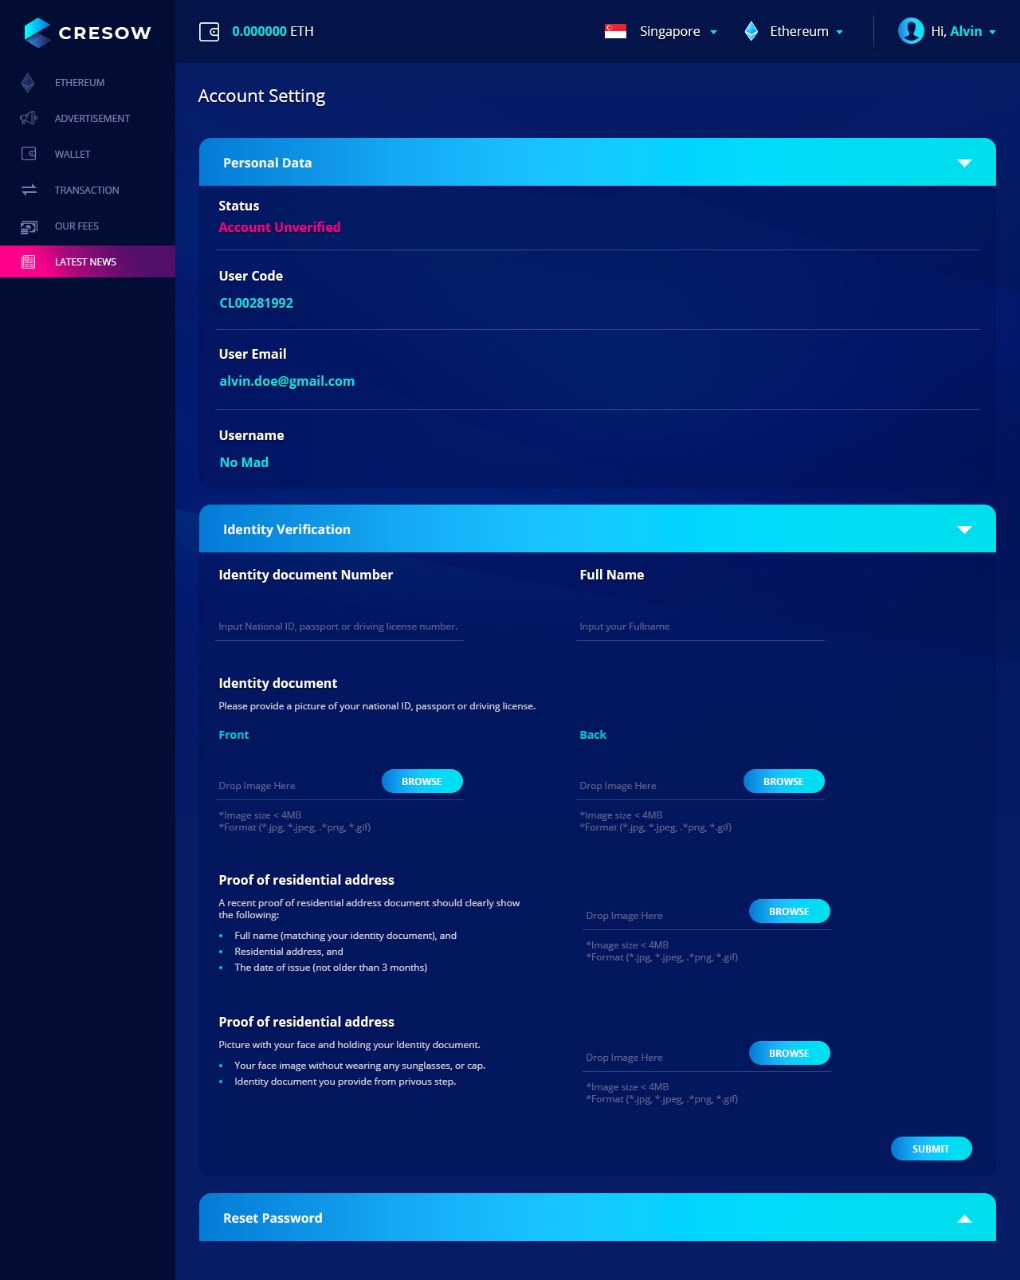 CRESOW
0.000000 ETH
Singapore
Ethereum
Hi, Alvin
ETHEREUM
ADVERTISEMENT
WALLET
TRANSACTION
OUR FEES
LATEST NEWS
Account Setting
Personal Data
Status
Account Unverified
User Code
CL00281992
User Email
alvin.doe@gmail.com
Username
No Mad
Identity Verification
Identity document Number
Full Name
Input National ID, passport or driving license number.
Input your Fullname
Identity document
Please provide a picture of your national ID, passport or driving license.
Front
Back
Drop Image Here
BROWSE
Drop Image Here
BROWSE
*Image size < 4MB
*Format (*.jpg, *.jpeg, .*png, *.gif)
*Image size < 4MB
*Format (*.jpg, *.jpeg, .*png, *.gif)
Proof of residential address
A recent proof of residential address document should clearly show
the following:
• Full name (matching your identity document), and
• Residential address, and
• The date of issue (not older than 3 months)
Drop Image Here
BROWSE
*Image size < 4MB
*Format (*.jpg, *.jpeg, .*png, *.gif)
Proof of residential address
Picture with your face and holding your Identity document.
• Your face image without wearing any sunglasses, or cap.
• Identity document you provide from privous step.
Drop Image Here
BROWSE
*Image size < 4MB
*Format (*.jpg, *.jpeg, .*png, *.gif)
SUBMIT
Reset Password